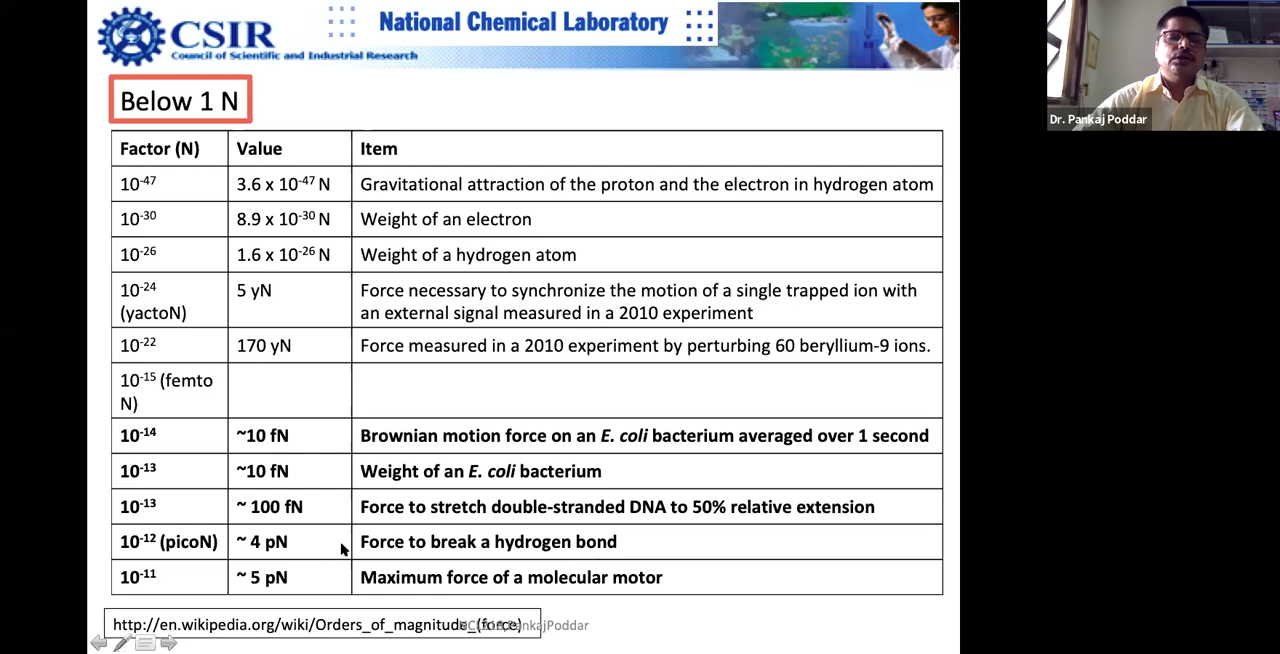 CSIR
Council of Scientific and Industrial Research
National Chemical Laboratory
Dr. Pankaj Poddar
Below 1 N
Factor (N) Value Item
10⁻⁴⁷ 3.6 x 10⁻⁴⁷ N Gravitational attraction of the proton and the electron in hydrogen atom
10⁻³⁰ 8.9 x 10⁻³⁰ N Weight of an electron
10⁻²⁶ 1.6 x 10⁻²⁶ N Weight of a hydrogen atom
10⁻²⁴ 5 yN Force necessary to synchronize the motion of a single trapped ion with
(yactoN) an external signal measured in a 2010 experiment
10⁻²² 170 yN Force measured in a 2010 experiment by perturbing 60 beryllium-9 ions.
10⁻¹⁵ (femto
N)
10⁻¹⁴ ~10 fN Brownian motion force on an E. coli bacterium averaged over 1 second
10⁻¹³ ~10 fN Weight of an E. coli bacterium
10⁻¹³ ~ 100 fN Force to stretch double-stranded DNA to 50% relative extension
10⁻¹² (picoN) ~ 4 pN Force to break a hydrogen bond
10⁻¹¹ ~ 5 pN Maximum force of a molecular motor
http://en.wikipedia.org/wiki/Orders_of_magnitude_(force)